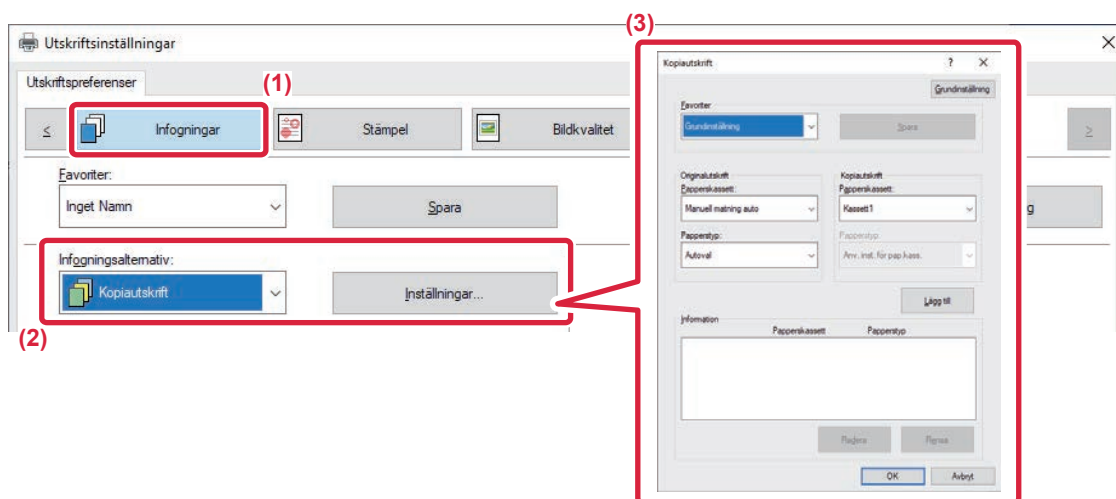 (3)
Utskriftsinställningar
Utskriftspreferenser
(1)
Infogningar
Stämpel
Bildkvalitet
Favoriter:
Inget Namn
Spara
g
Infogningsalternativ:
Kopiautskrift
Inställningar...
(2)
Kopiautskrift
?
Grundinställning
Favoriter
Grundinställning
Spara
Originalutskrift
Kopiautskrift
Papperskassett:
Papperskassett:
Manuell matning auto
Kassett1
Papperstyp:
Papperstyp:
Autoval
Anv. inst. för pap.kass.
Lägg till
Information
Papperskassett
Papperstyp
Radera
Rensa
OK
Avbryt